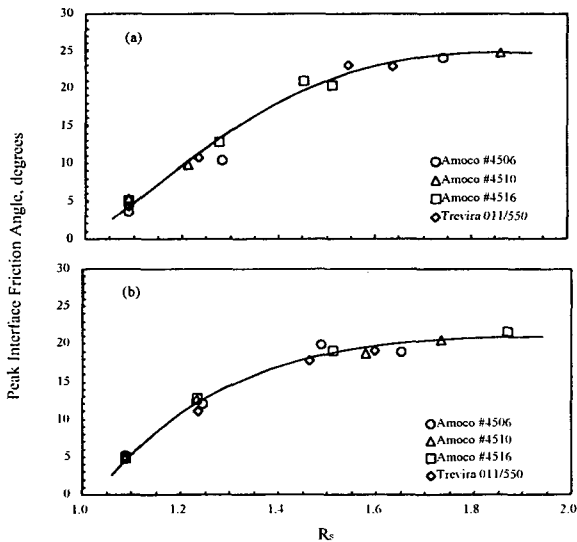 Peak Interface Friction Angle, degrees
30
(a)
25
20
15
10
5
0
Amoco #4506
Amoco #4510
Amoco #4516
Trevira 011/550
30
(b)
25
20
15
10
5
0
Amoco #4506
Amoco #4510
Amoco #4516
Trevira 011/550
1.0 1.2 1.4 1.6 1.8 2.0
Rs